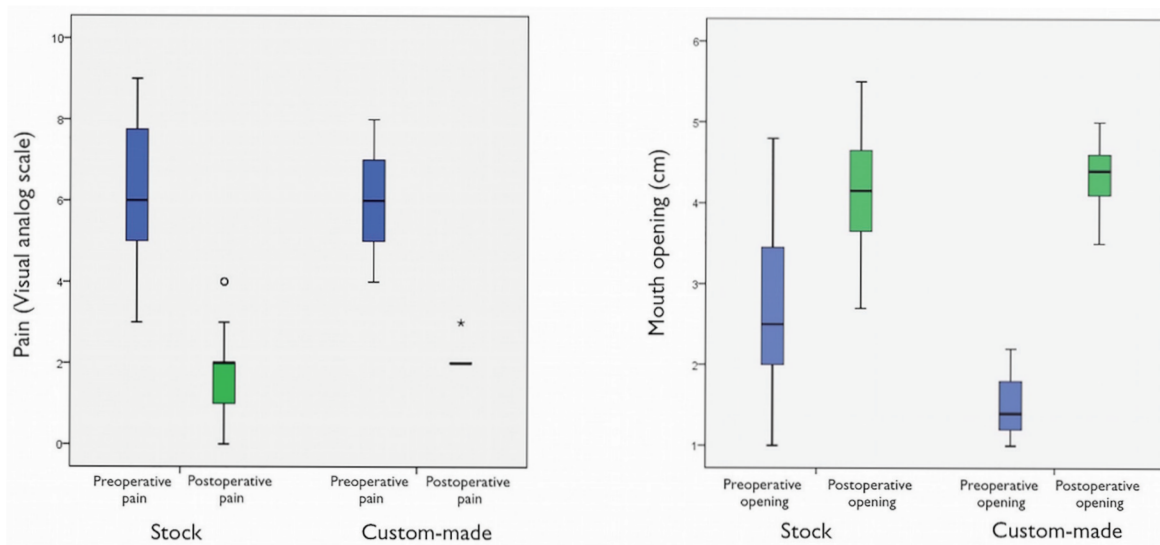 Pain (Visual analog scale)
10
8
6
4
2
0
Preoperative
pain
Postoperative
pain
Preoperative
pain
Postoperative
pain
Stock
Custom-made
Mouth opening (cm)
6
5
4
3
2
1
Preoperative
opening
Postoperative
opening
Preoperative
opening
Postoperative
opening
Stock
Custom-made